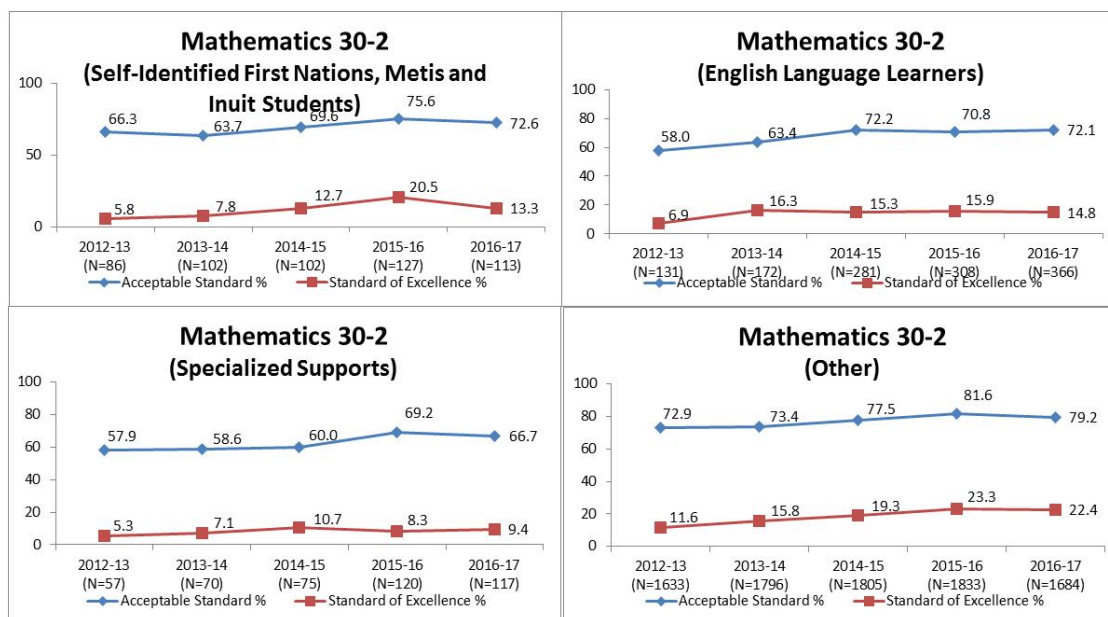 Mathematics 30-2
(Self-Identified First Nations, Metis and
Inuit Students)
66.3
63.7
69.6
75.6
72.6
50
5.8
7.8
12.7
20.5
13.3
0
2012-13 2013-14 2014-15 2015-16 2016-17
(N=86) (N=102) (N=102) (N=127) (N=113)
Acceptable Standard % Standard of Excellence %
Mathematics 30-2
(English Language Learners)
100
80
60
40
20
0
58.0 63.4 72.2 70.8 72.1
6.9 16.3 15.3 15.9 14.8
2012-13 2013-14 2014-15 2015-16 2016-17
(N=131) (N=172) (N=281) (N=308) (N=366)
Acceptable Standard % Standard of Excellence %
Mathematics 30-2
(Specialized Supports)
100
80
60
40
20
0
57.9 58.6 60.0 69.2 66.7
5.3 7.1 10.7 8.3 9.4
2012-13 2013-14 2014-15 2015-16 2016-17
(N=57) (N=70) (N=75) (N=120) (N=117)
Acceptable Standard % Standard of Excellence %
Mathematics 30-2
(Other)
100
80
60
40
20
0
72.9 73.4 77.5 81.6 79.2
11.6 15.8 19.3 23.3 22.4
2012-13 2013-14 2014-15 2015-16 2016-17
(N=1633) (N=1796) (N=1805) (N=1833) (N=1684)
Acceptable Standard % Standard of Excellence %